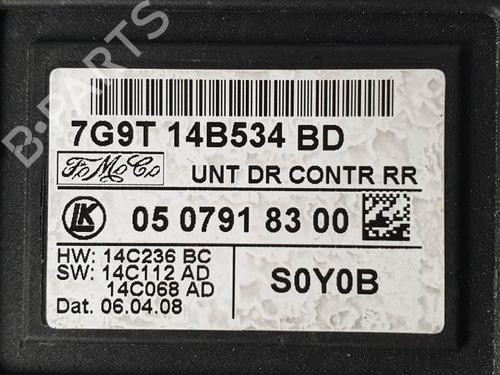 B-PARTS
7G9T 14B534 BD
FoMoCo
UNT DR CONTR RR
LK
05 0791 83 00
HW: 14C236 BC
SW: 14C112 AD
14C068 AD
S0Y0B
Dat. 06.04.08